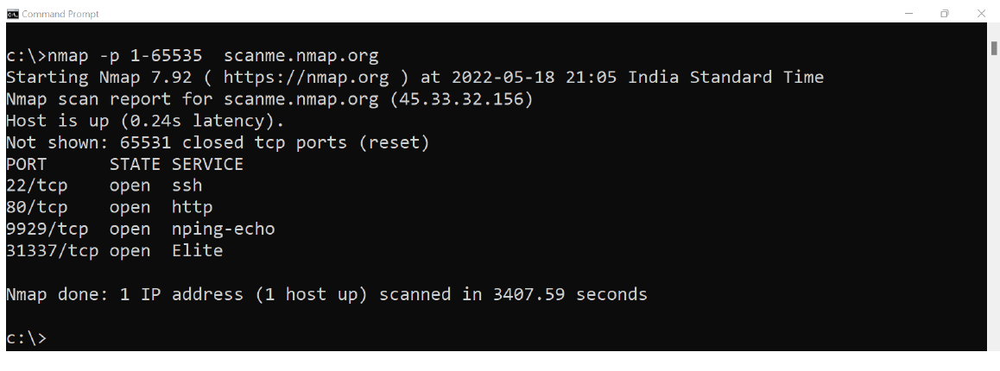 Command Prompt
c:\>nmap -p 1-65535  scanme.nmap.org
Starting Nmap 7.92 ( https://nmap.org ) at 2022-05-18 21:05 India Standard Time
Nmap scan report for scanme.nmap.org (45.33.32.156)
Host is up (0.24s latency).
Not shown: 65531 closed tcp ports (reset)
PORT      STATE SERVICE
22/tcp    open  ssh
80/tcp    open  http
9929/tcp  open  nping-echo
31337/tcp open  Elite
Nmap done: 1 IP address (1 host up) scanned in 3407.59 seconds
c:\>